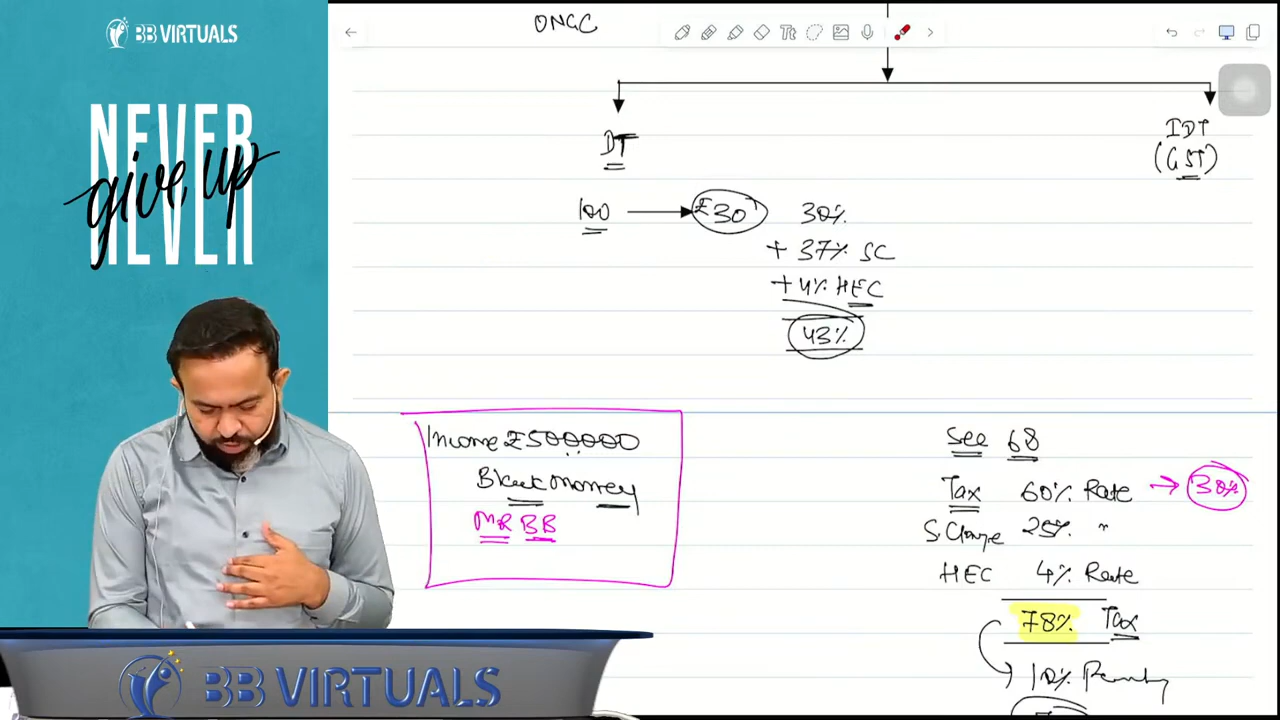 BB VIRTUALS
NEVER
give up
NEVER
ONGC
Tt
DT
IDT
(GST)
100 → ₹30 30%
+ 37% SC
+ 4% HEC
43%
Income ₹500000
Black Money
MR BB
Sec 68
Tax 60% Rate → 30%
S. Charge 25% "
HEC 4% Rate
78% Tax
10% Penalty
BB VIRTUALS